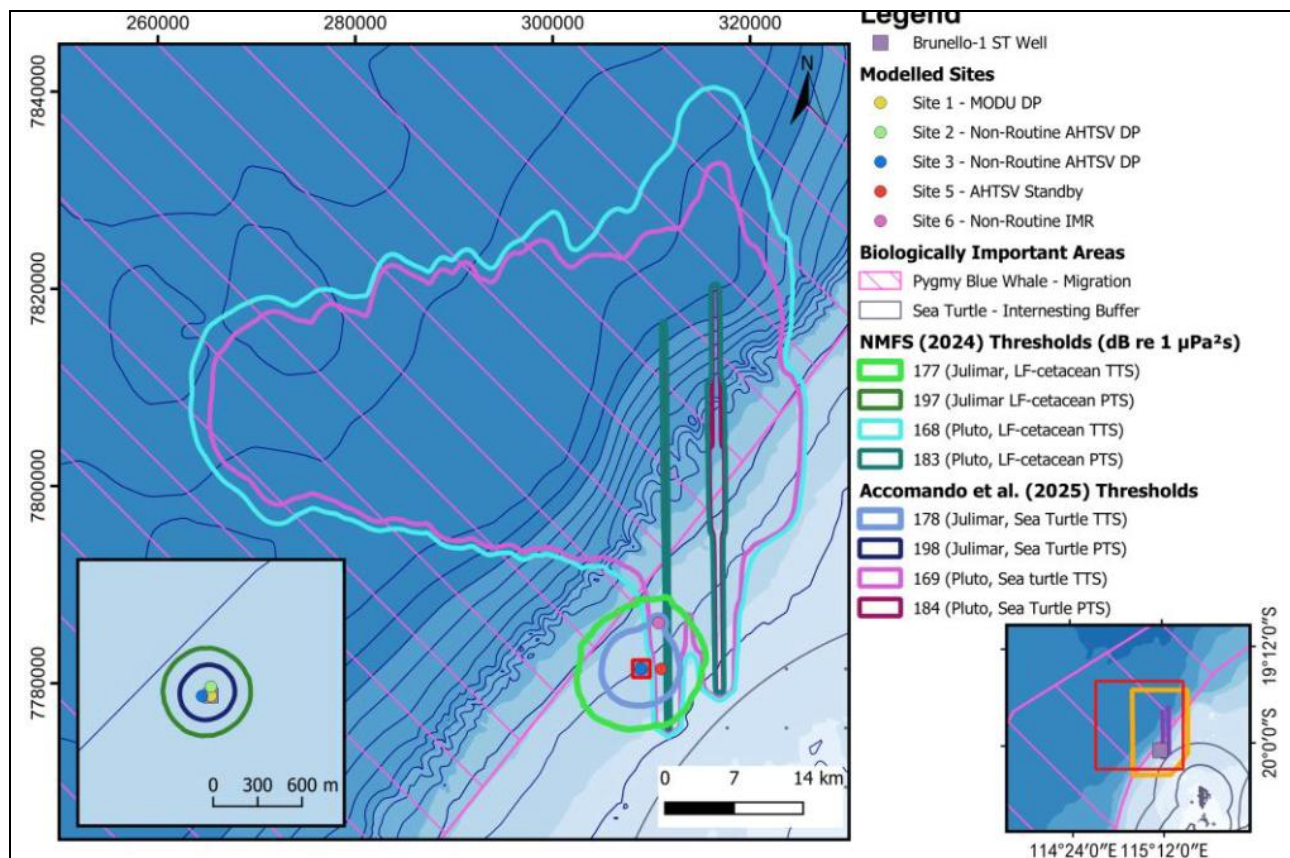 260000
280000
300000
320000
7840000
7820000
7800000
7780000
N
0 300 600 m
0 7 14 km
Legend
Brunello-1 ST Well
Modelled Sites
Site 1 - MODU DP
Site 2 - Non-Routine AHTSV DP
Site 3 - Non-Routine AHTSV DP
Site 5 - AHTSV Standby
Site 6 - Non-Routine IMR
Biologically Important Areas
Pygmy Blue Whale - Migration
Sea Turtle - Internesting Buffer
NMFS (2024) Thresholds (dB re 1 µPa²s)
177 (Julimar, LF-cetacean TTS)
197 (Julimar LF-cetacean PTS)
168 (Pluto, LF-cetacean TTS)
183 (Pluto, LF-cetacean PTS)
Accomando et al. (2025) Thresholds
178 (Julimar, Sea Turtle TTS)
198 (Julimar, Sea Turtle PTS)
169 (Pluto, Sea turtle TTS)
184 (Pluto, Sea Turtle PTS)
19°12′0″S
20°0′0″S
114°24′0″E 115°12′0″E